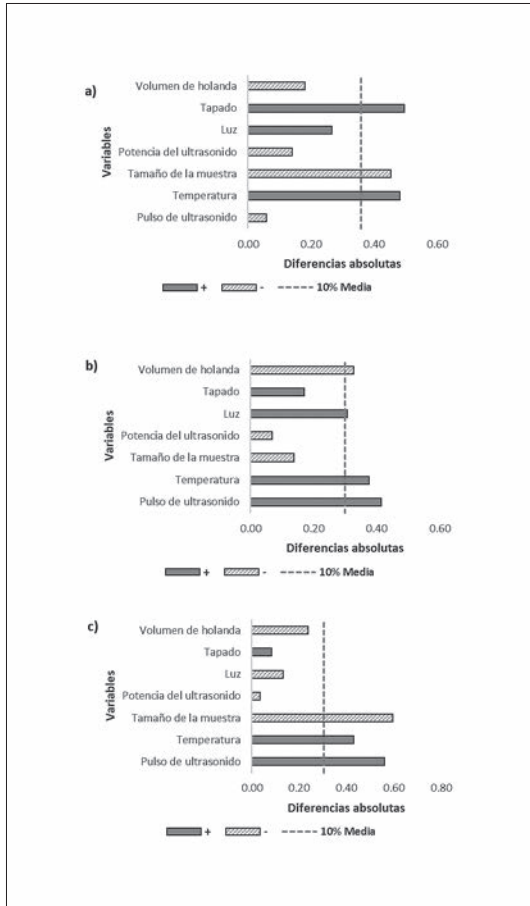 a)
Variables
Volumen de holanda
Tapado
Luz
Potencia del ultrasonido
Tamaño de la muestra
Temperatura
Pulso de ultrasonido
0.00 0.20 0.40 0.60
Diferencias absolutas
+ - 10% Media
b)
Variables
Volumen de holanda
Tapado
Luz
Potencia del ultrasonido
Tamaño de la muestra
Temperatura
Pulso de ultrasonido
0.00 0.20 0.40 0.60
Diferencias absolutas
+ - 10% Media
c)
Variables
Volumen de holanda
Tapado
Luz
Potencia del ultrasonido
Tamaño de la muestra
Temperatura
Pulso de ultrasonido
0.00 0.20 0.40 0.60 0.80
Diferencias absolutas
+ - 10% Media